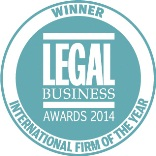 WINNER
LEGAL
BUSINESS
AWARDS 2014
INTERNATIONAL FIRM OF THE YEAR